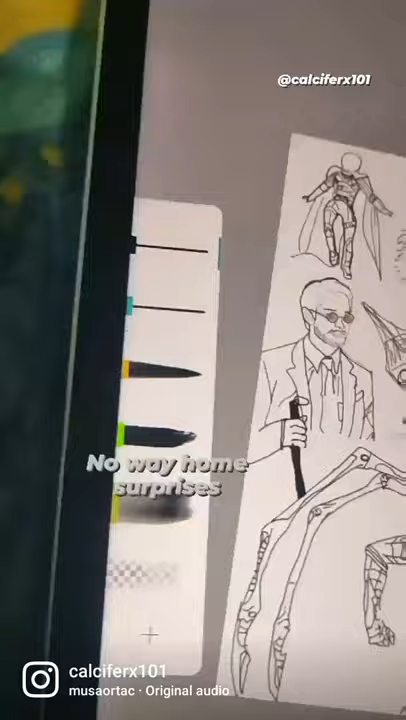 @calciferx101
No way home
surprises
calciferx101
musaortac · Original audio